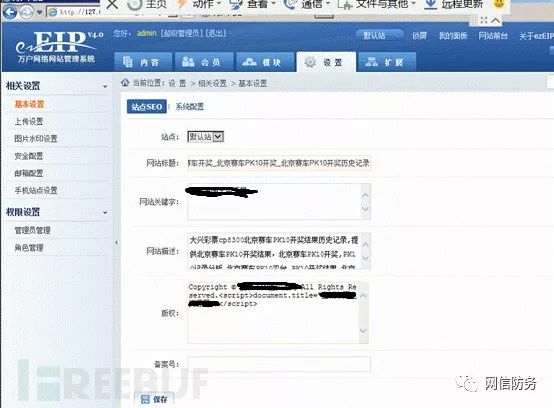 主页
动作
查看
通信
文件与其他
远程更新
http://127.0
ezEIP V4.0
万户网络网站管理系统
您好, admin [超级管理员] [退出]
默认站
锁屏
我的面板
网站前台
关于ezEIP
内容
会员
模块
设置
扩展
相关设置
基本设置
上传设置
图片水印设置
安全配置
邮箱配置
手机站点设置
权限设置
管理员管理
角色管理
当前位置: 设置 > 相关设置 > 基本设置
站点SEO
系统配置
站点: 默认站
网站标题: 车开奖_北京赛车PK10开奖_北京赛车PK10开奖历史记录
网站关键字:
网站描述: 大兴彩票cp8300北京赛车PK10开奖结果历史记录,提
供北京赛车PK10开奖结果, 北京赛车PK10开奖,PK1
版权: Copyright © All Rights Re
served.<script>document.title="
</script>
备案号:
保存
REEBUF
网信防务